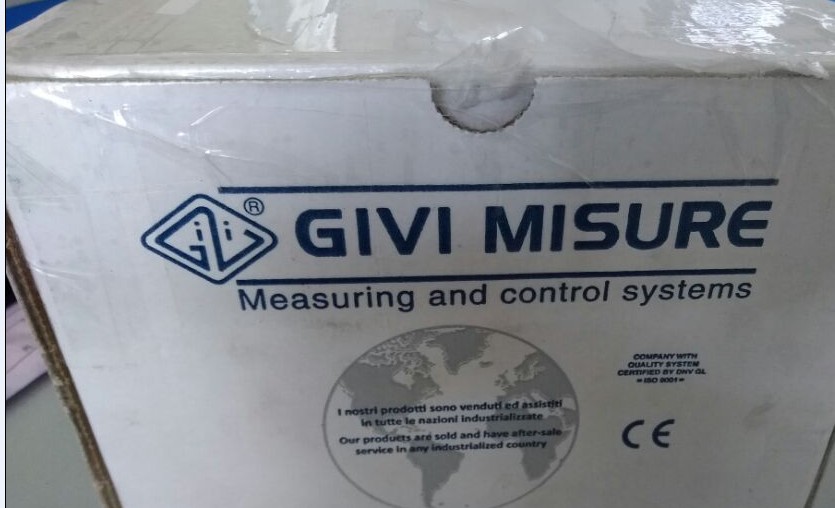 ® GIVI MISURE
Measuring and control systems
COMPANY WITH
QUALITY SYSTEM
CERTIFIED BY DNV GL
= ISO 9001 =
I nostri prodotti sono venduti ed assistiti
in tutte le nazioni industrializzate
Our products are sold and have after-sale
service in any industrialized country
CE